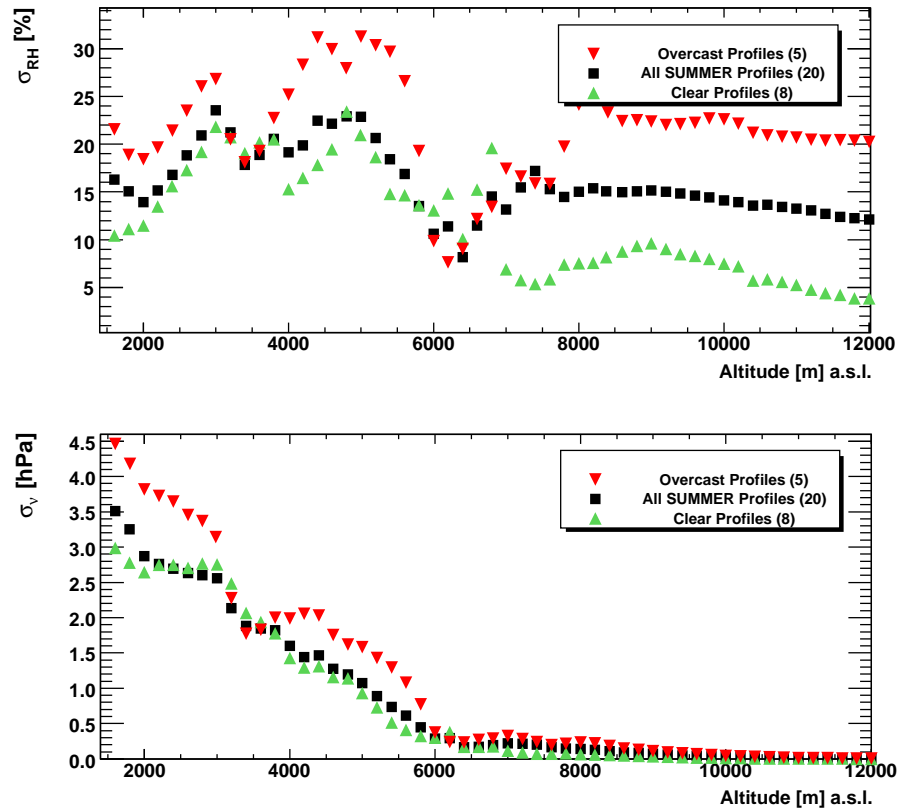 σRH [%]
30
25
20
15
10
5
Overcast Profiles (5)
All SUMMER Profiles (20)
Clear Profiles (8)
2000 4000 6000 8000 10000 12000
Altitude [m] a.s.l.
σν [hPa]
4.5
4.0
3.5
3.0
2.5
2.0
1.5
1.0
0.5
0.0
Overcast Profiles (5)
All SUMMER Profiles (20)
Clear Profiles (8)
2000 4000 6000 8000 10000 12000
Altitude [m] a.s.l.